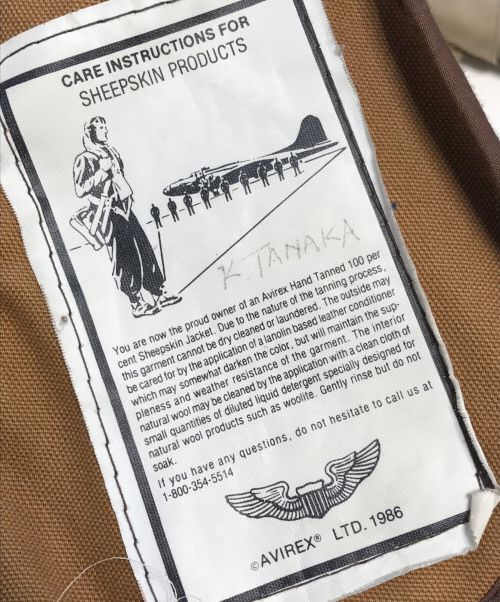 CARE INSTRUCTIONS FOR
SHEEPSKIN PRODUCTS
K.TANAKA
You are now the proud owner of an Avirex Hand Tanned 100 per
cent Sheepskin Jacket. Due to the nature of the tanning process,
this garment cannot be dry cleaned or laundered. The outside may
be cared for by the application of a lanolin based leather conditioner
which may somewhat darken the color, but will maintain the sup-
pleness and weather resistance of the garment. The interior
natural wool may be cleaned by the application with a clean cloth of
small quantities of diluted liquid detergent specially designed for
natural wool products such as woolite. Gently rinse but do not
soak.
If you have any questions, do not hesitate to call us at
1-800-354-5514
©AVIREX® LTD. 1986